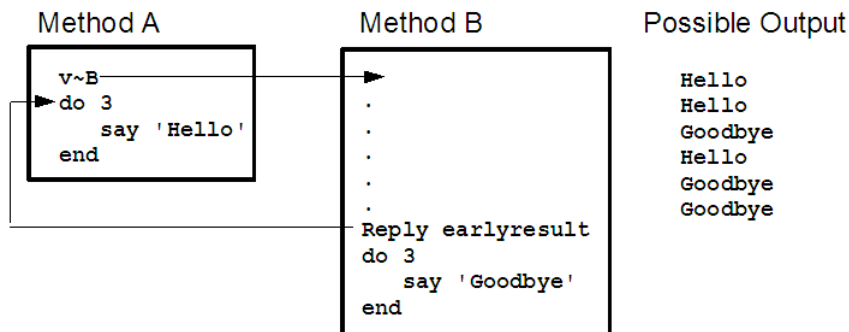 Method A
v~B
do 3
   say 'Hello'
end
Method B
.
.
.
.
.
.
Reply earlyresult
do 3
   say 'Goodbye'
end
Possible Output
Hello
Hello
Goodbye
Hello
Goodbye
Goodbye